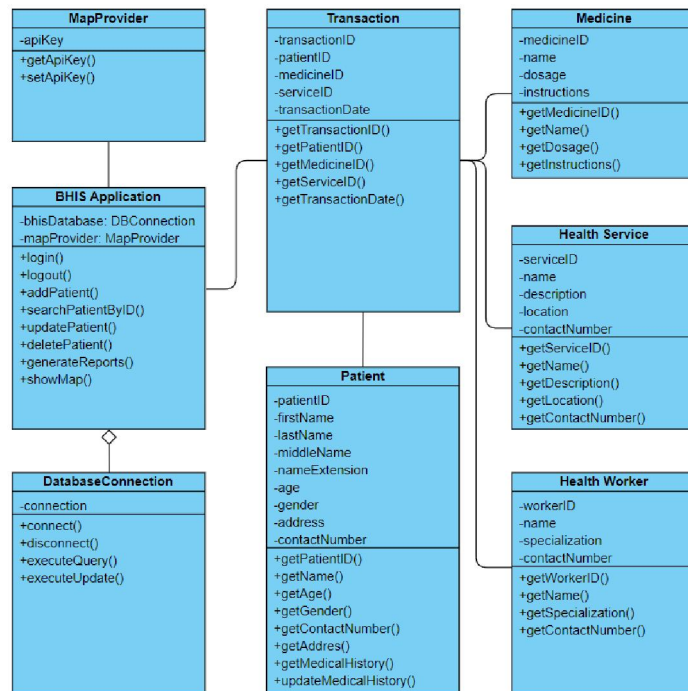 MapProvider
-apiKey
+getApiKey()
+setApiKey()
BHIS Application
-bhisDatabase: DBConnection
-mapProvider: MapProvider
+login()
+logout()
+addPatient()
+searchPatientByID()
+updatePatient()
+deletePatient()
+generateReports()
+showMap()
DatabaseConnection
-connection
+connect()
+disconnect()
+executeQuery()
+executeUpdate()
Transaction
-transactionID
-patientID
-medicineID
-serviceID
-transactionDate
+getTransactionID()
+getPatientID()
+getMedicineID()
+getServiceID()
+getTransactionDate()
Patient
-patientID
-firstName
-lastName
-middleName
-nameExtension
-age
-gender
-address
-contactNumber
+getPatientID()
+getName()
+getAge()
+getGender()
+getContactNumber()
+getAddres()
+getMedicalHistory()
+updateMedicalHistory()
Medicine
-medicineID
-name
-dosage
-instructions
+getMedicineID()
+getName()
+getDosage()
+getInstructions()
Health Service
-serviceID
-name
-description
-location
-contactNumber
+getServiceID()
+getName()
+getDescription()
+getLocation()
+getContactNumber()
Health Worker
-workerID
-name
-specialization
-contactNumber
+getWorkerID()
+getName()
+getSpecialization()
+getContactNumber()